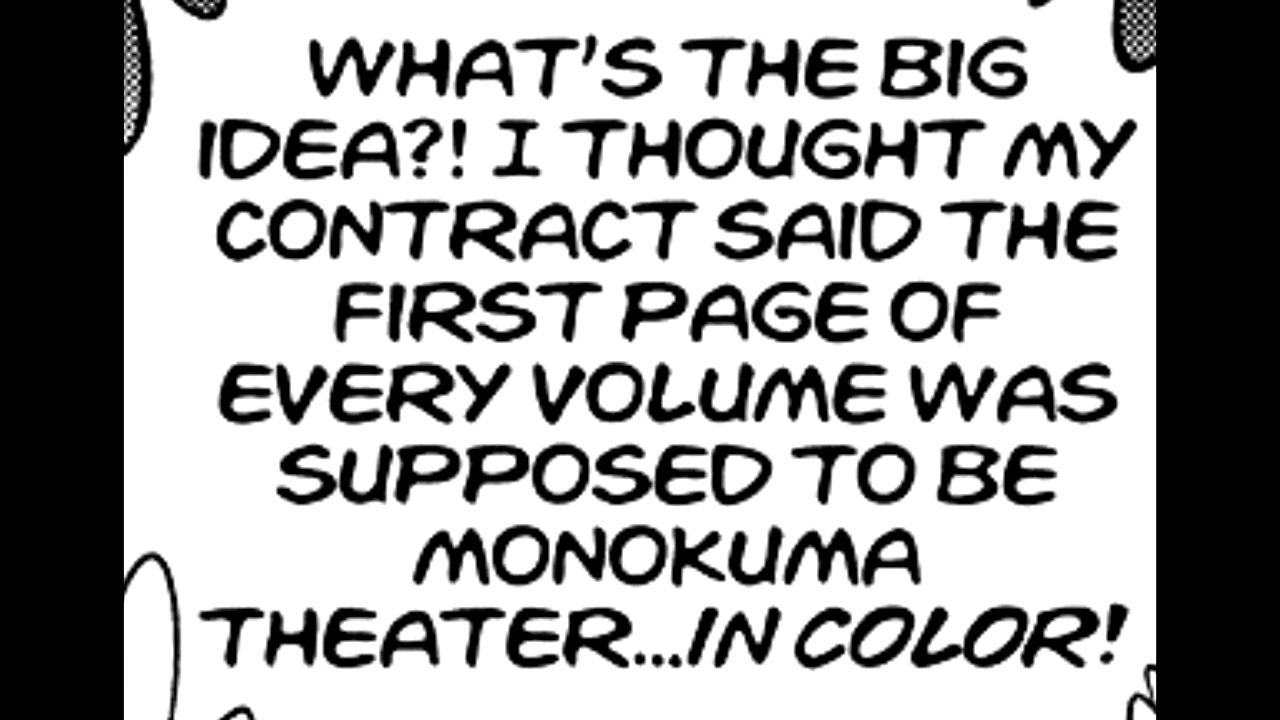 WHAT'S THE BIG
IDEA?! I THOUGHT MY
CONTRACT SAID THE
FIRST PAGE OF
EVERY VOLUME WAS
SUPPOSED TO BE
MONOKUMA
THEATER...IN COLOR!